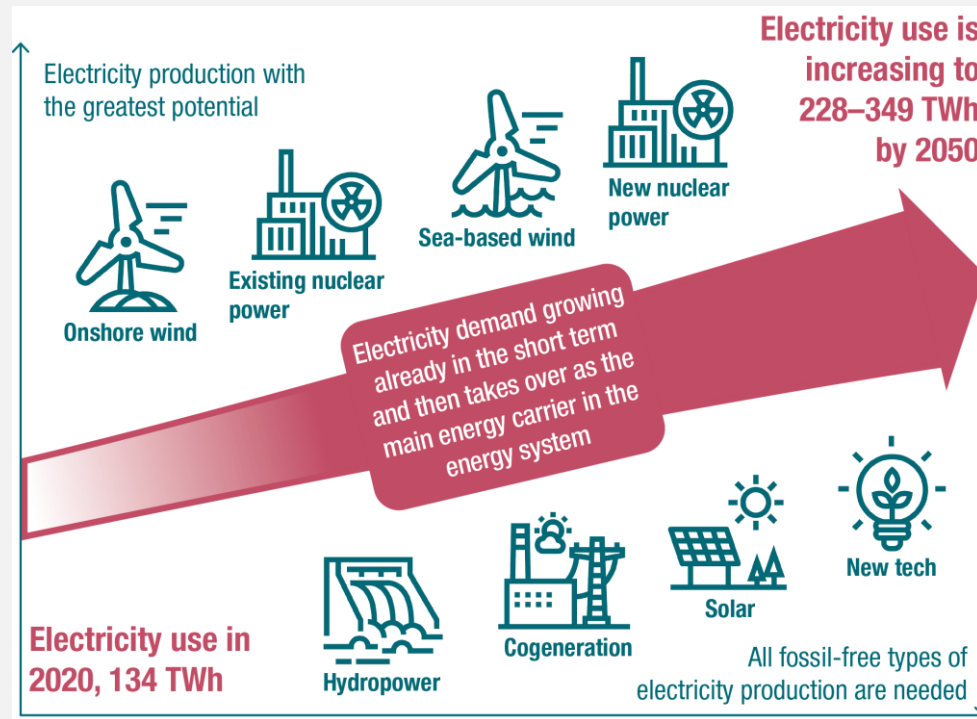 Electricity use is
increasing to
228–349 TWh
by 2050
Electricity production with
the greatest potential
New nuclear
power
Sea-based wind
Existing nuclear
power
Onshore wind
Electricity demand growing
already in the short term
and then takes over as the
main energy carrier in the
energy system
New tech
Solar
Cogeneration
Hydropower
Electricity use in
2020, 134 TWh
All fossil-free types of
electricity production are needed